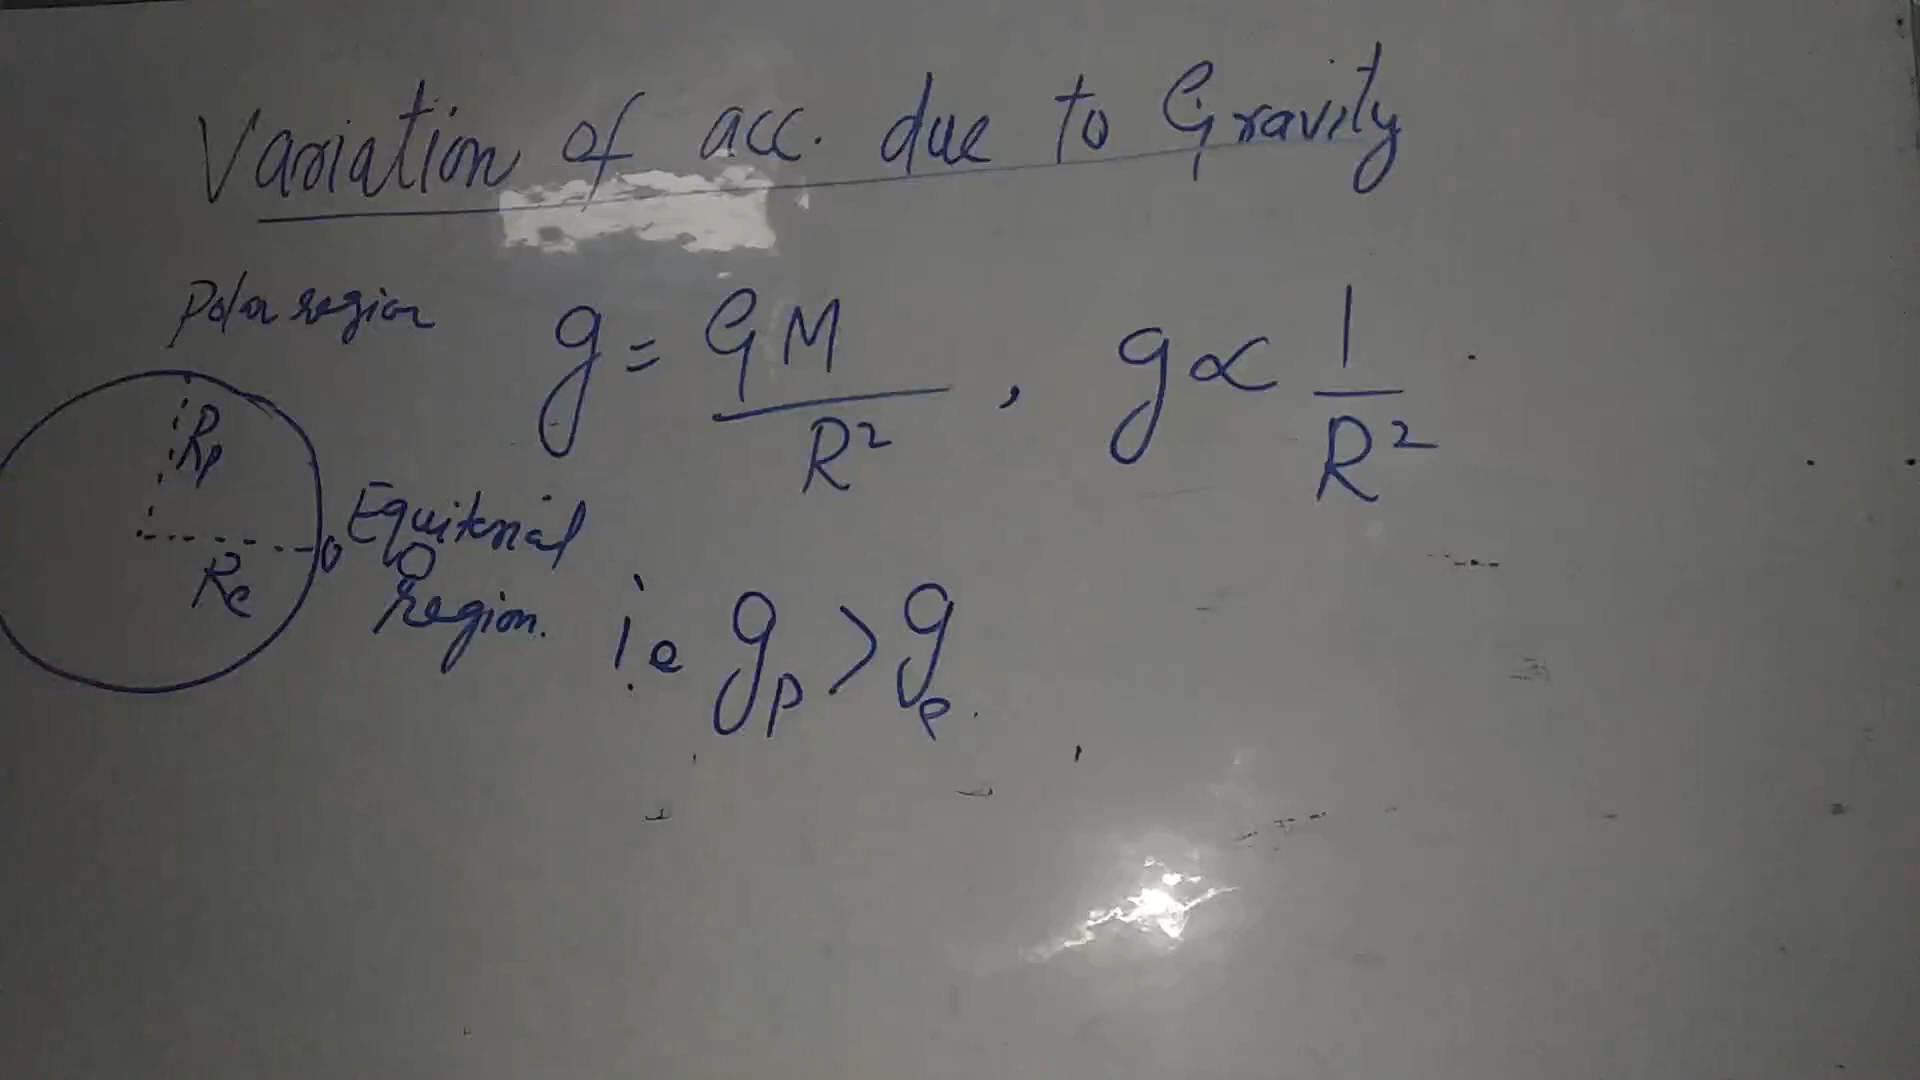 Variation of acc. due to Gravity
Polar region
g = GM / R² , g ∝ 1 / R²
Rp
Re
Equitorial
region.
i.e gp > ge